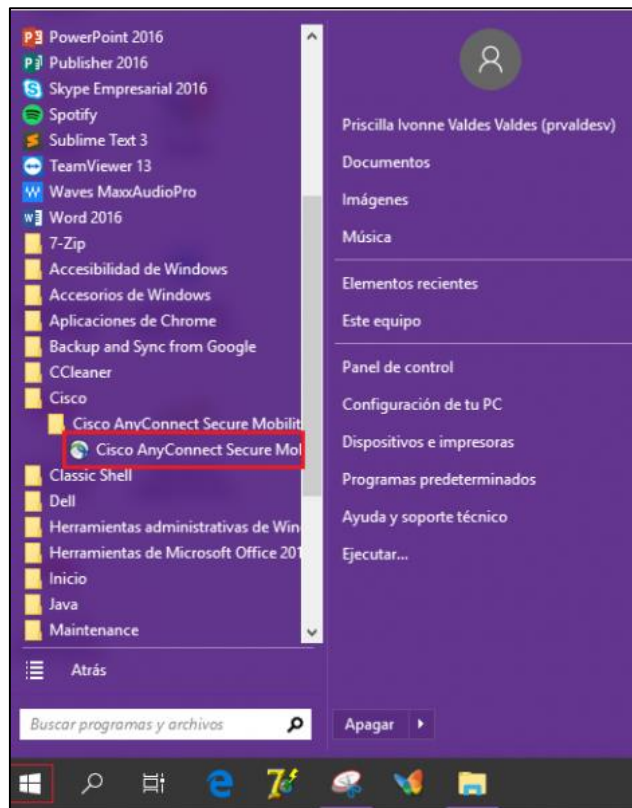 PowerPoint 2016
Publisher 2016
Skype Empresarial 2016
Spotify
Sublime Text 3
TeamViewer 13
Waves MaxxAudioPro
Word 2016
7-Zip
Accesibilidad de Windows
Accesorios de Windows
Aplicaciones de Chrome
Backup and Sync from Google
CCleaner
Cisco
Cisco AnyConnect Secure Mobilit
Cisco AnyConnect Secure Mol
Classic Shell
Dell
Herramientas administrativas de Win
Herramientas de Microsoft Office 201
Inicio
Java
Maintenance
Atrás
Buscar programas y archivos
Priscilla Ivonne Valdes Valdes (prvaldesv)
Documentos
Imágenes
Música
Elementos recientes
Este equipo
Panel de control
Configuración de tu PC
Dispositivos e impresoras
Programas predeterminados
Ayuda y soporte técnico
Ejecutar...
Apagar